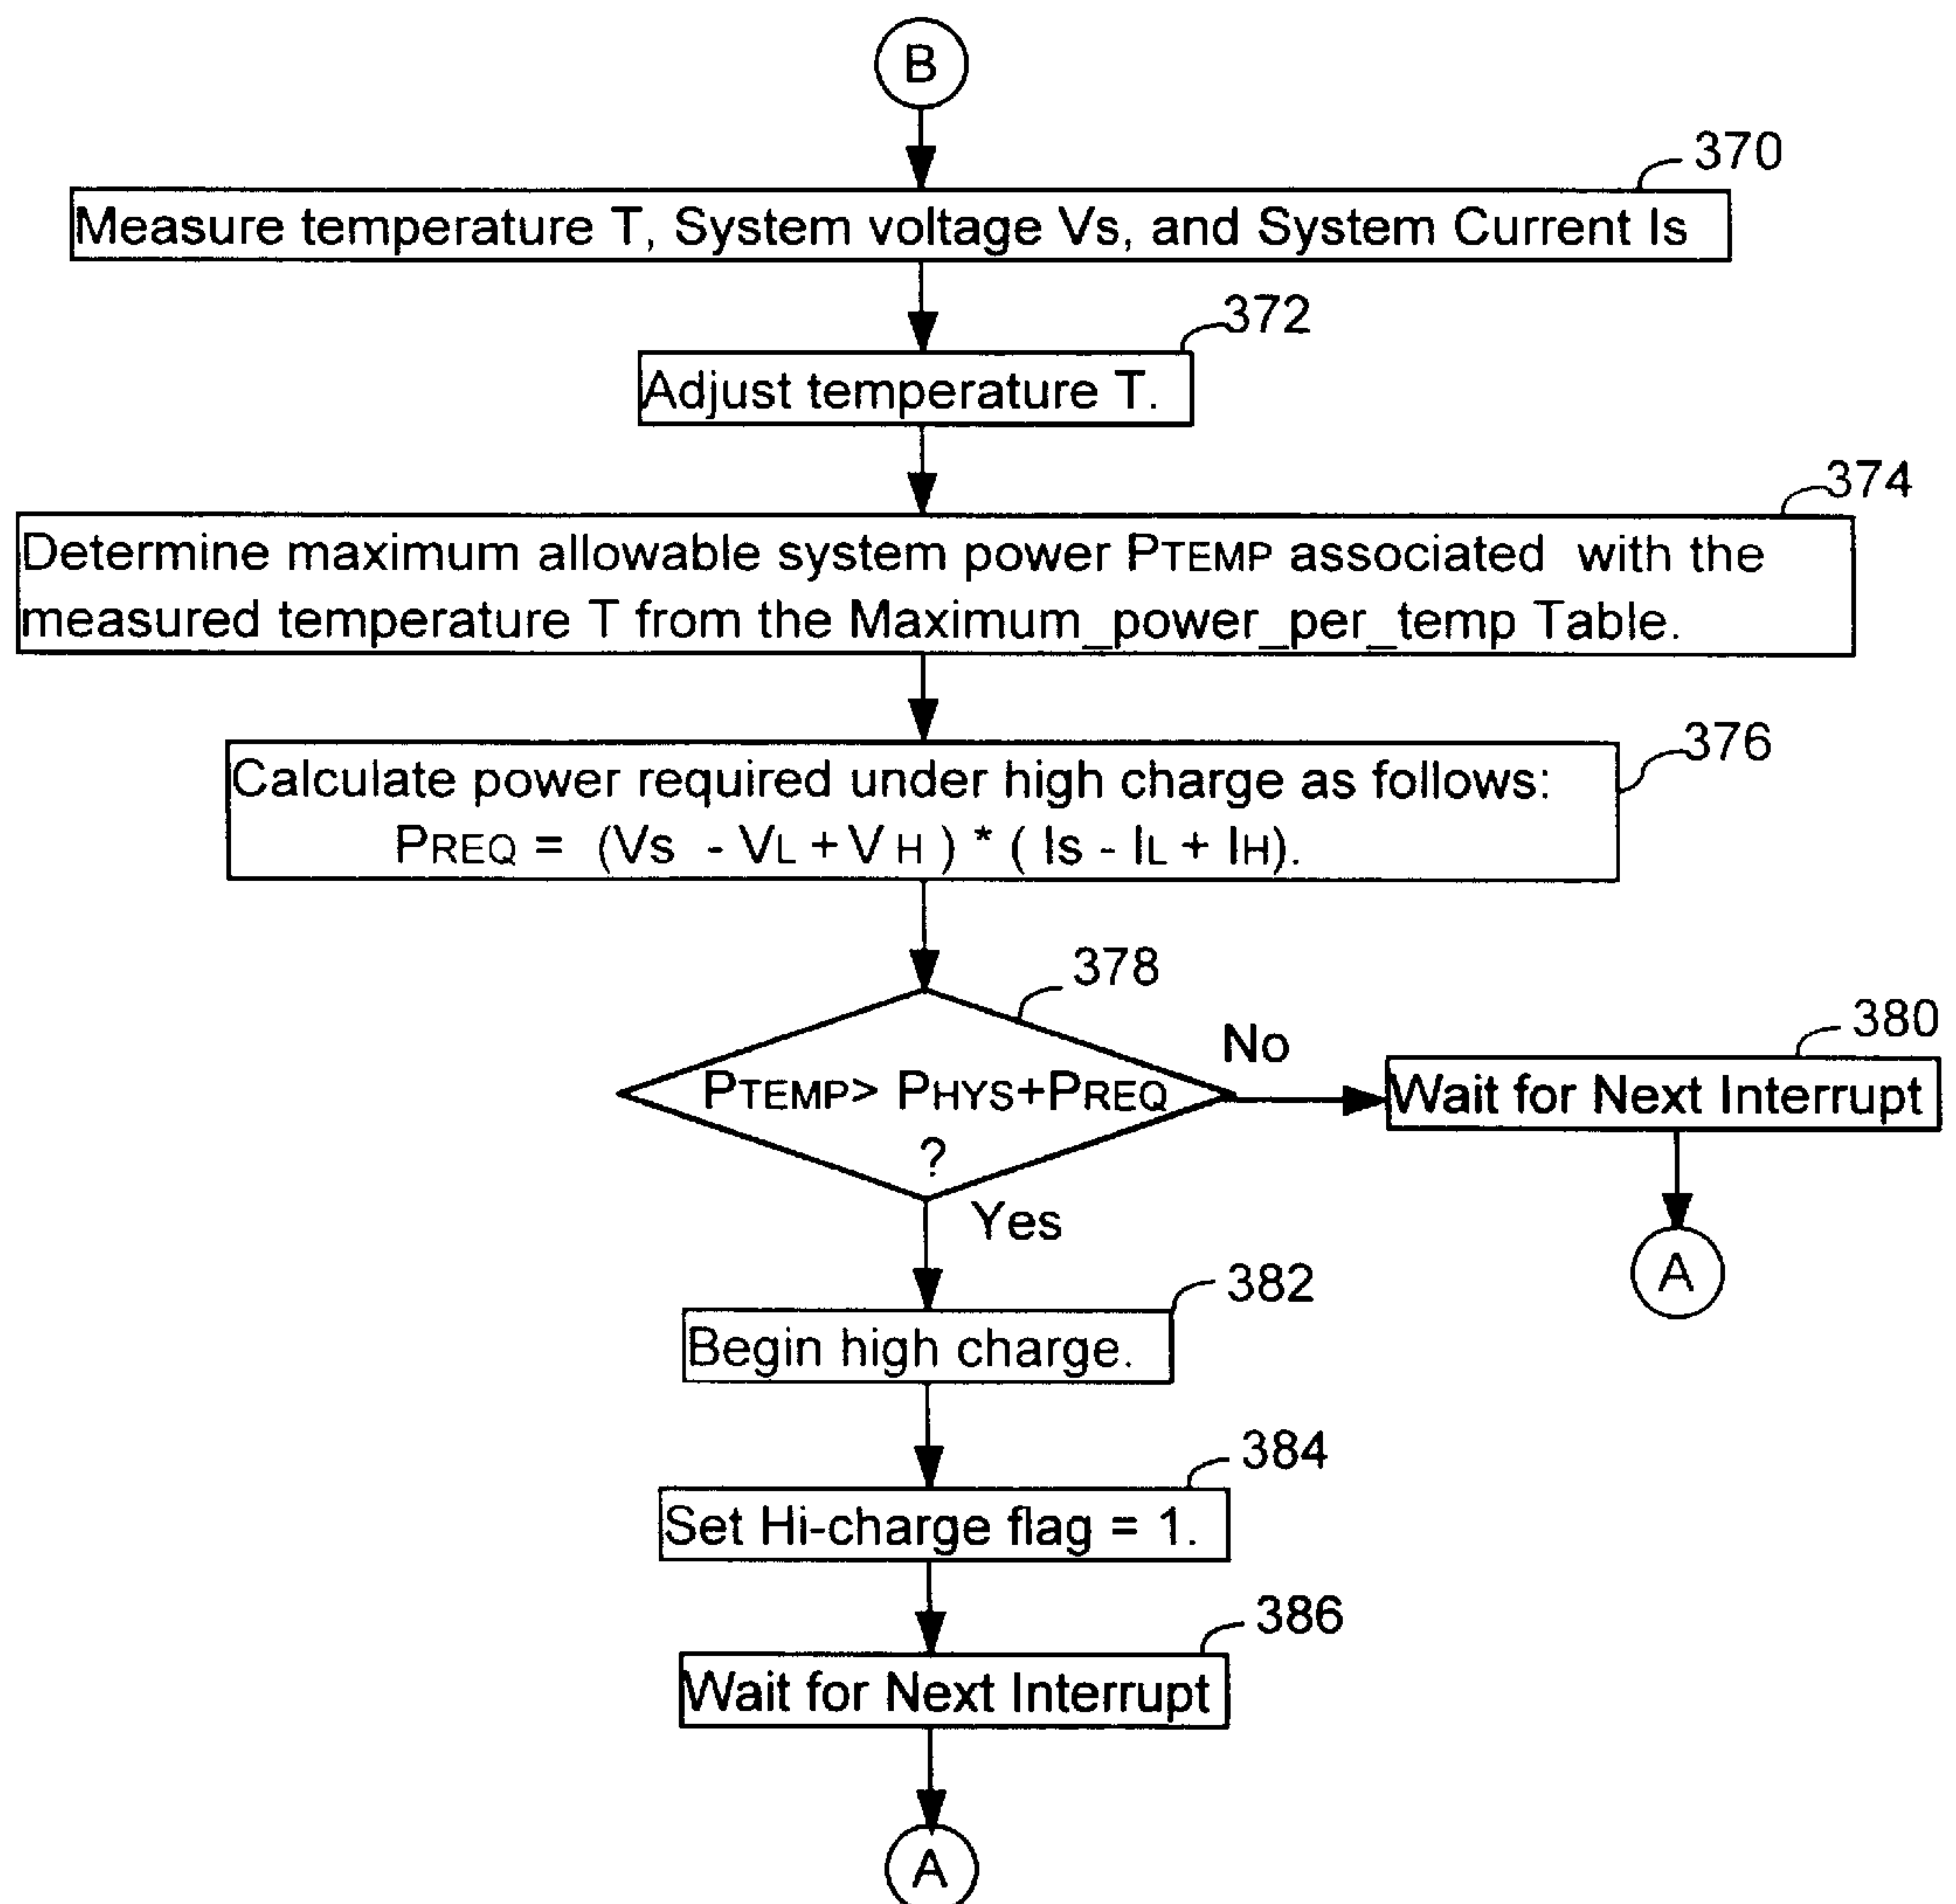 B
370
Measure temperature T, System voltage Vs, and System Current Is
372
Adjust temperature T.
374
Determine maximum allowable system power PTEMP associated with the
measured temperature T from the Maximum_power_per_temp Table.
376
Calculate power required under high charge as follows:
PREQ = (Vs - VL + VH) * ( Is - IL + IH).
378
No
380
PTEMP> PHYS+PREQ
?
Wait for Next Interrupt
Yes
A
382
Begin high charge.
384
Set Hi-charge flag = 1.
386
Wait for Next Interrupt
A